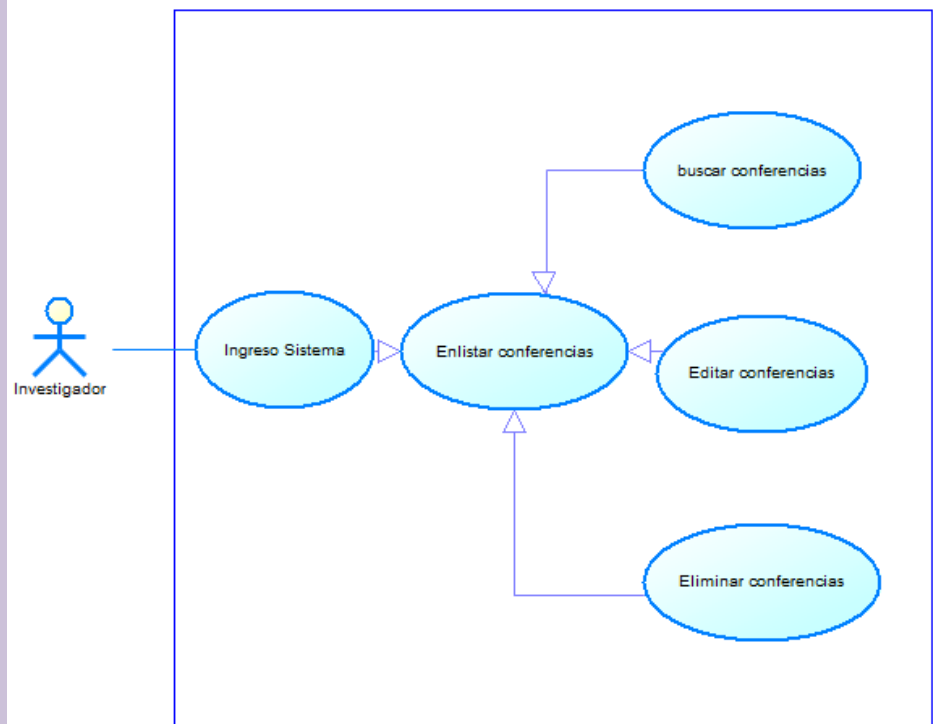 buscar conferencias
Ingreso Sistema
Enlistar conferencias
Editar conferencias
Investigador
Eliminar conferencias